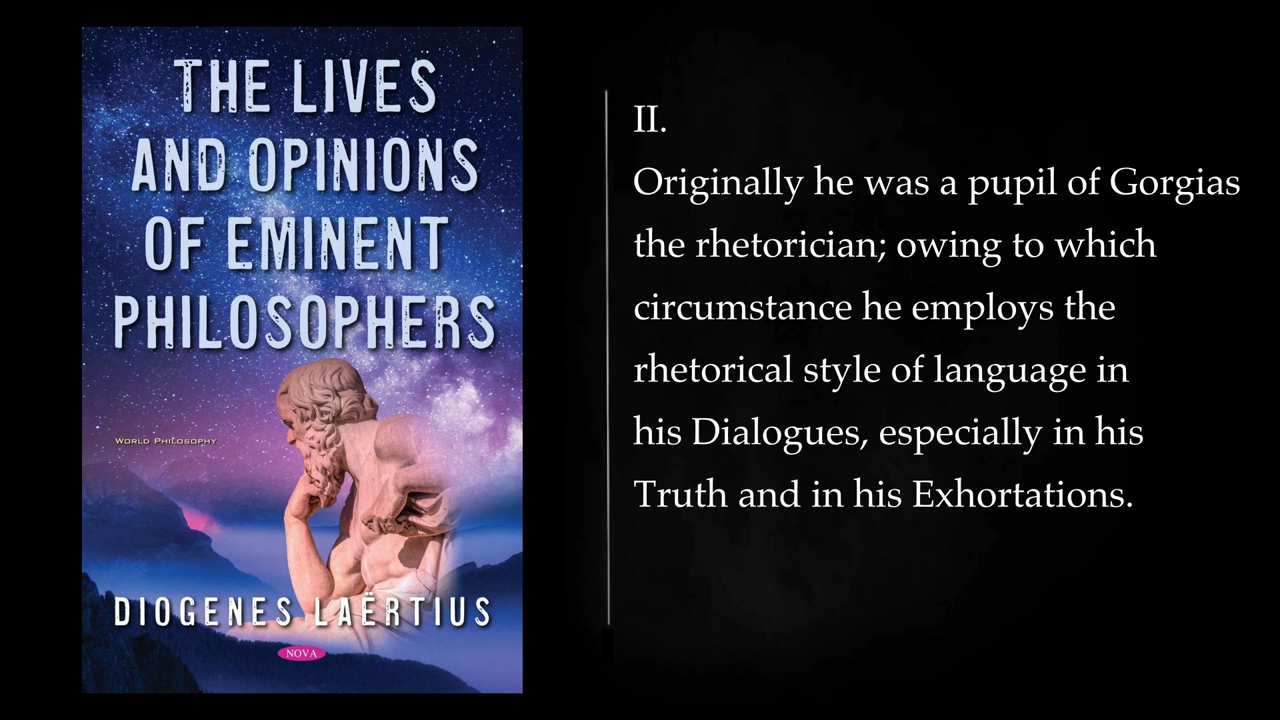 THE LIVES
AND OPINIONS
OF EMINENT
PHILOSOPHERS
WORLD PHILOSOPHY
DIOGENES LAËRTIUS
NOVA
II.
Originally he was a pupil of Gorgias
the rhetorician; owing to which
circumstance he employs the
rhetorical style of language in
his Dialogues, especially in his
Truth and in his Exhortations.